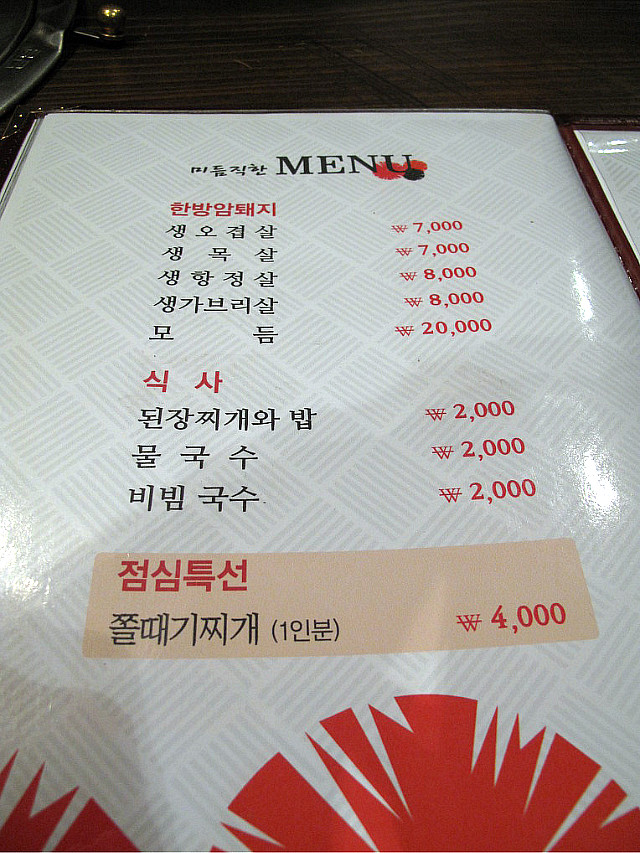 미듬직한 MENU
한방암퇘지
생오겹살 ₩ 7,000
생목살 ₩ 7,000
생항정살 ₩ 8,000
생가브리살 ₩ 8,000
모듬 ₩ 20,000
식사
된장찌개와 밥 ₩ 2,000
물국수 ₩ 2,000
비빔국수 ₩ 2,000
점심특선
쫄때기찌개 (1인분) ₩ 4,000